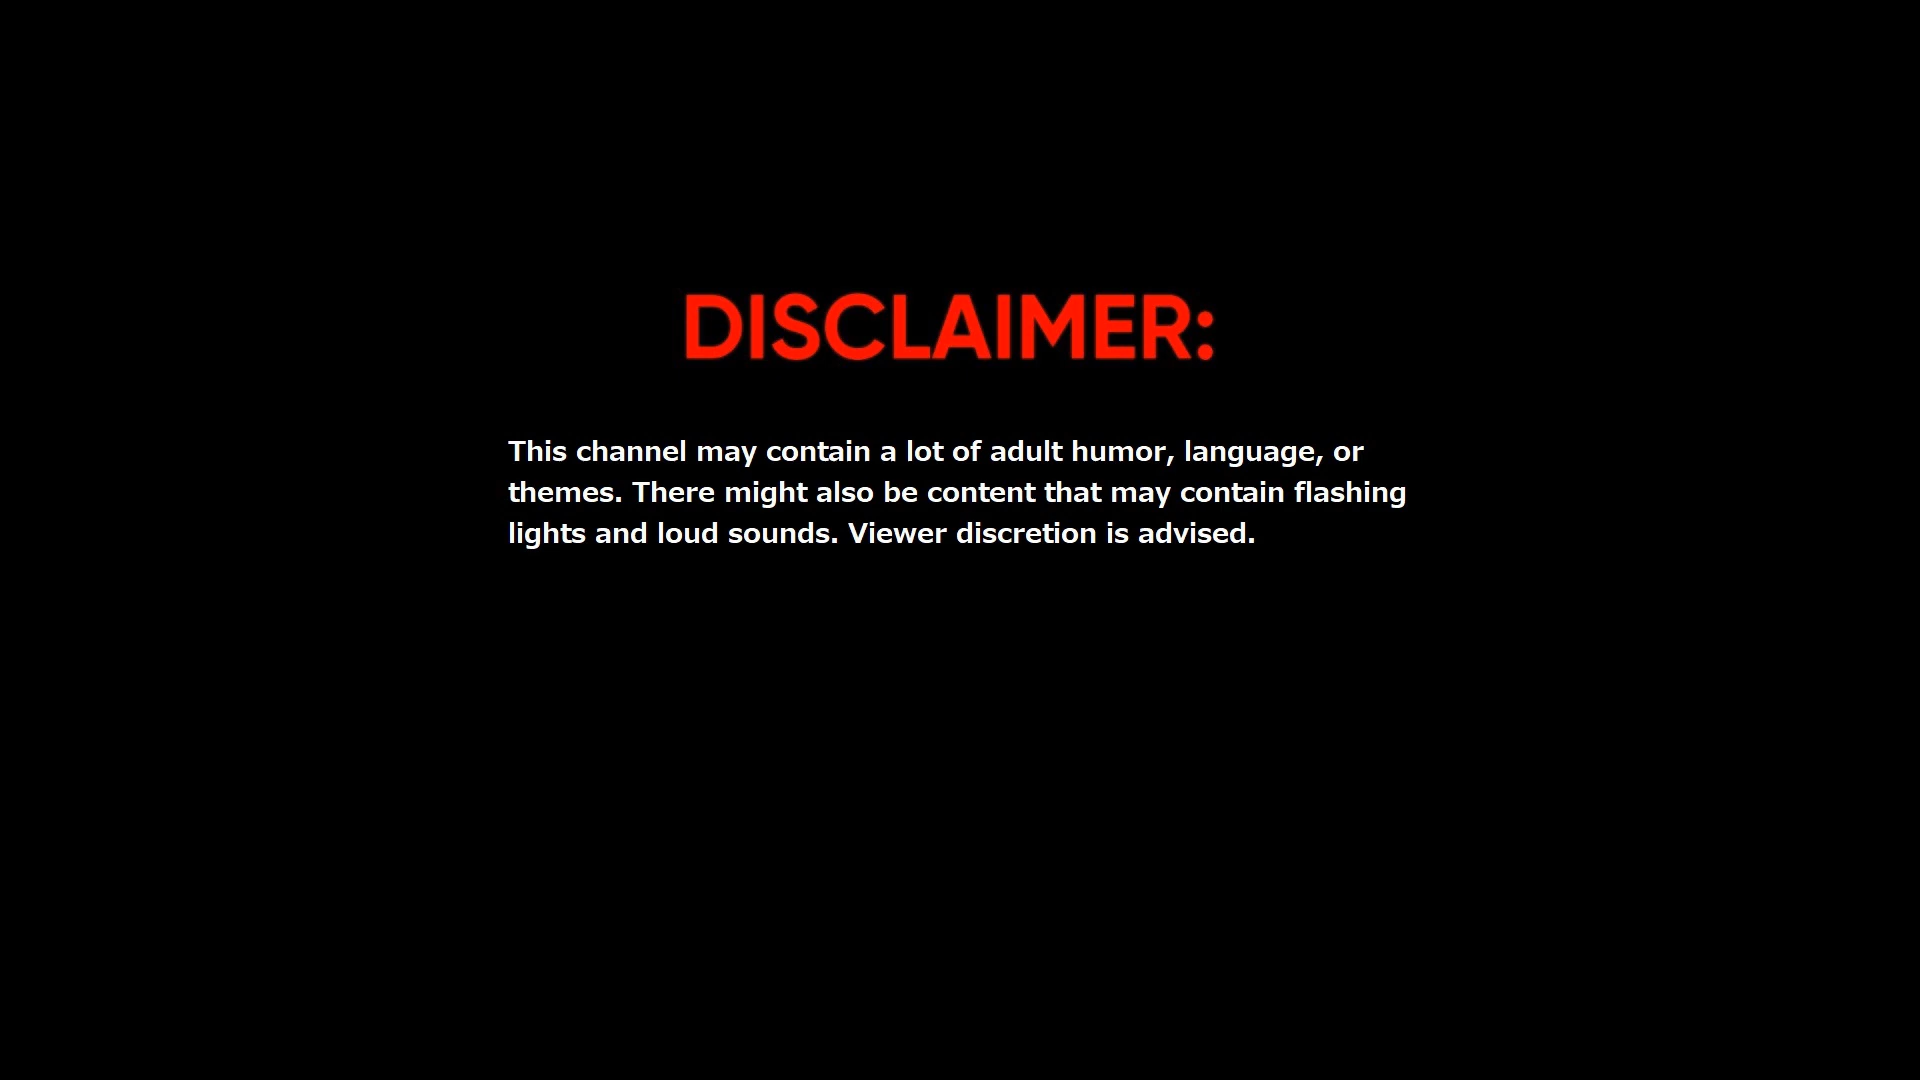 DISCLAIMER:
This channel may contain a lot of adult humor, language, or
themes. There might also be content that may contain flashing
lights and loud sounds. Viewer discretion is advised.